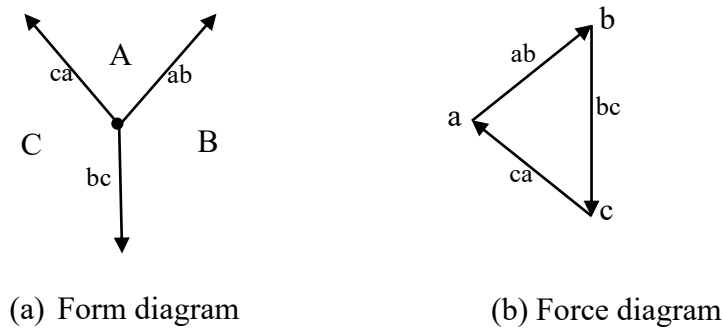 A
ca
ab
C
B
bc
(a) Form diagram
b
ab
a
bc
ca
c
(b) Force diagram